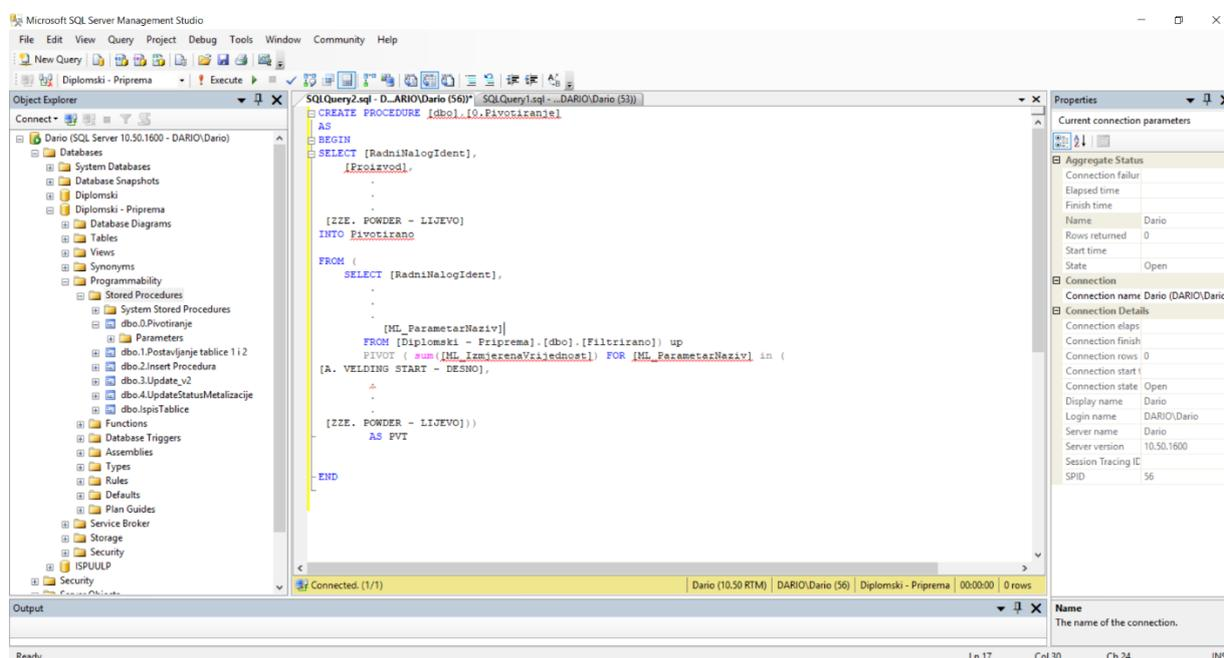 Microsoft SQL Server Management Studio
File Edit View Query Project Debug Tools Window Community Help
New Query
Diplomski - Priprema Execute
Object Explorer
Connect
Dario (SQL Server 10.50.1600 - DARIO\Dario)
Databases
System Databases
Database Snapshots
Diplomski
Diplomski - Priprema
Database Diagrams
Tables
Views
Synonyms
Programmability
Stored Procedures
System Stored Procedures
dbo.0.Pivotiranje
Parameters
dbo.1.Postavljanje tablice 1 i 2
dbo.2.Insert Procedura
dbo.3.Update_v2
dbo.4.UpdateStatusMetalizacije
dbo.IspisTablice
Functions
Database Triggers
Assemblies
Types
Rules
Defaults
Plan Guides
Service Broker
Storage
Security
ISPUULP
Security
Server Objects
SQLQuery2.sql - D...ARIO\Dario (56))* SQLQuery1.sql - ...DARIO\Dario (53))
CREATE PROCEDURE [dbo].[0.Pivotiranje]
AS
BEGIN
SELECT [RadniNalogIdent],
[Proizvod],
.
.
.
[ZZE. POWDER - LIJEVO]
INTO Pivotirano
FROM (
SELECT [RadniNalogIdent],
.
.
.
[ML_ParametarNaziv]
FROM [Diplomski - Priprema].[dbo].[Filtrirano]) up
PIVOT ( sum([ML_IzmjerenaVrijednost]) FOR [ML_ParametarNaziv] in (
[A. VELDING START - DESNO],
.
.
.
[ZZE. POWDER - LIJEVO]))
AS PVT
END
Connected. (1/1) Dario (10.50 RTM) DARIO\Dario (56) Diplomski - Priprema 00:00:00 0 rows
Properties
Current connection parameters
Aggregate Status
Connection failur
Elapsed time
Finish time
Name Dario
Rows returned 0
Start time
State Open
Connection
Connection name Dario (DARIO\Dario
Connection Details
Connection elaps
Connection finish
Connection rows 0
Connection start t
Connection state Open
Display name Dario
Login name DARIO\Dario
Server name Dario
Server version 10.50.1600
Session Tracing ID
SPID 56
Name
The name of the connection.
Output
Ready Ln 17 Col 30 Ch 24 INS